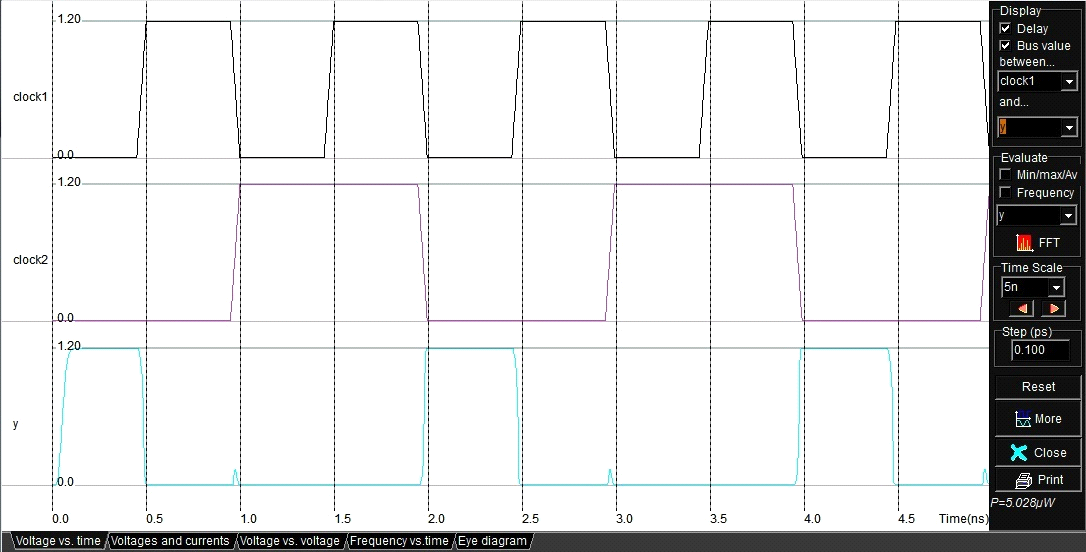 1.20
clock1
0.0
1.20
clock2
0.0
1.20
y
0.0
0.0 0.5 1.0 1.5 2.0 2.5 3.0 3.5 4.0 4.5 Time(ns)
Voltage vs. time Voltages and currents Voltage vs. voltage Frequency vs.time Eye diagram
Display
Delay
Bus value
between...
clock1
and...
y
Evaluate
Min/max/Av
Frequency
y
FFT
Time Scale
5n
Step (ps)
0.100
Reset
More
Close
Print
P=5.028µW